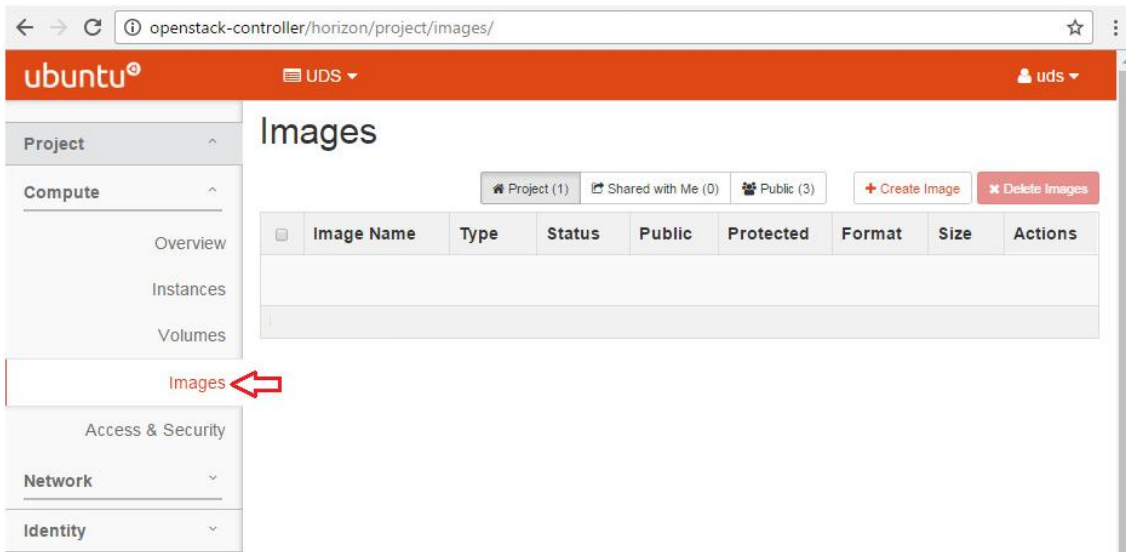 openstack-controller/horizon/project/images/
ubuntu UDS uds
Project
Compute
Overview
Instances
Volumes
Images
Access & Security
Network
Identity
Images
Project (1) Shared with Me (0) Public (3) + Create Image Delete Images
Image Name Type Status Public Protected Format Size Actions